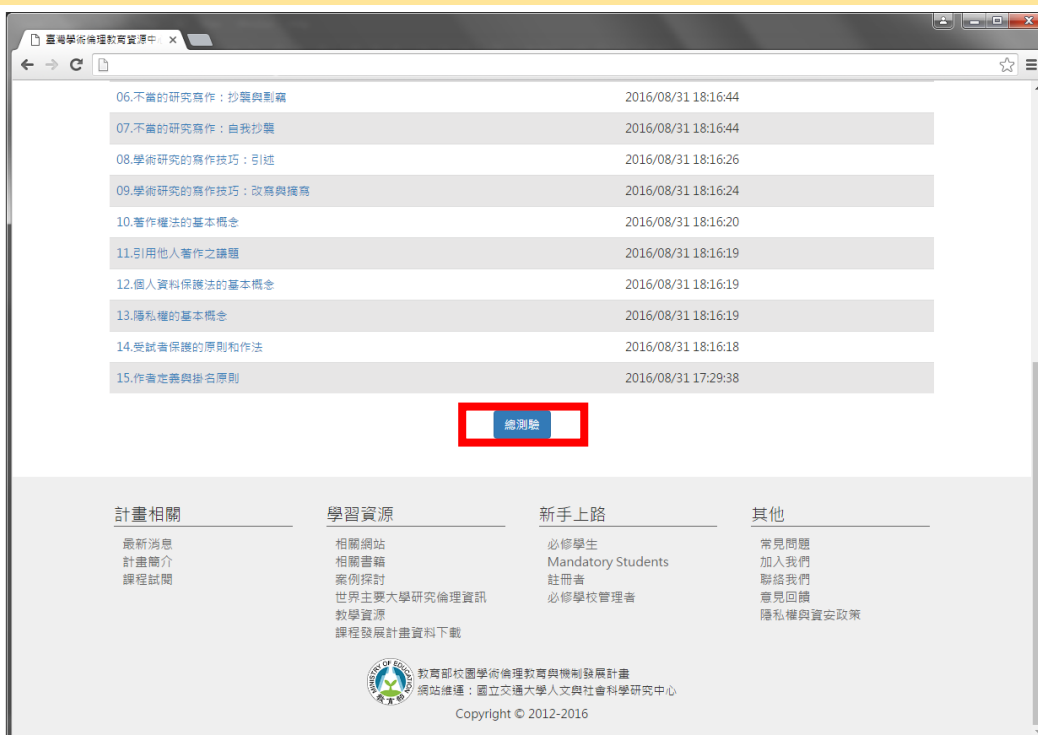 臺灣學術倫理教育資源中
06.不當的研究寫作：抄襲與剽竊 2016/08/31 18:16:44
07.不當的研究寫作：自我抄襲 2016/08/31 18:16:44
08.學術研究的寫作技巧：引述 2016/08/31 18:16:26
09.學術研究的寫作技巧：改寫與摘寫 2016/08/31 18:16:24
10.著作權法的基本概念 2016/08/31 18:16:20
11.引用他人著作之議題 2016/08/31 18:16:19
12.個人資料保護法的基本概念 2016/08/31 18:16:19
13.隱私權的基本概念 2016/08/31 18:16:19
14.受試者保護的原則和作法 2016/08/31 18:16:18
15.作者定義與掛名原則 2016/08/31 17:29:38
總測驗
計畫相關
最新消息
計畫簡介
課程試閱
學習資源
相關網站
相關書籍
案例探討
世界主要大學研究倫理資訊
教學資源
課程發展計畫資料下載
新手上路
必修學生
Mandatory Students
註冊者
必修學校管理者
其他
常見問題
加入我們
聯絡我們
意見回饋
隱私權與資安政策
MINISTRY OF EDUCATION
教育部
教育部校園學術倫理教育與機制發展計畫
網站維運：國立交通大學人文與社會科學研究中心
Copyright © 2012-2016